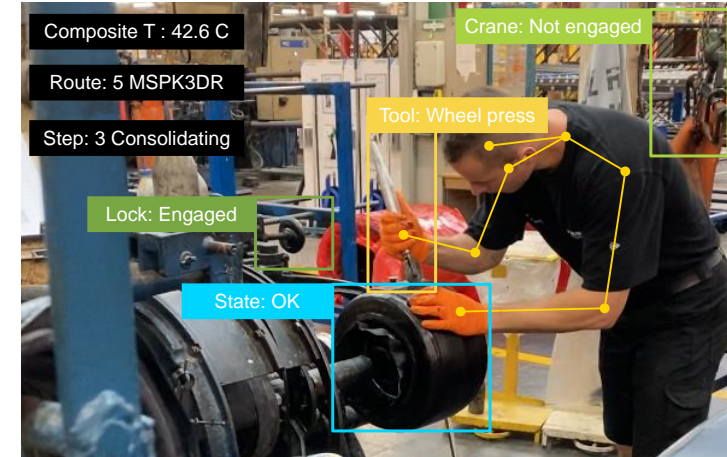 Composite T : 42.6 C
Crane: Not engaged
Route: 5 MSPK3DR
Tool: Wheel press
Step: 3 Consolidating
Lock: Engaged
State: OK